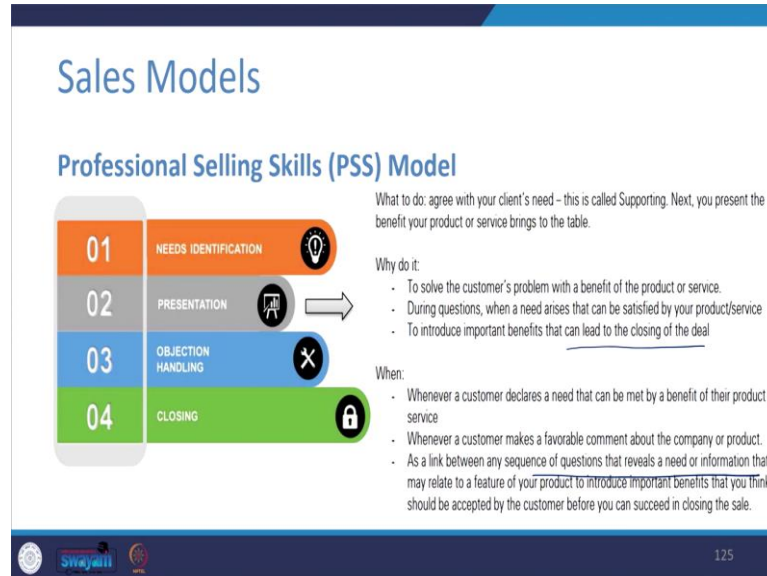 Sales Models
Professional Selling Skills (PSS) Model
01 NEEDS IDENTIFICATION
02 PRESENTATION
03 OBJECTION
HANDLING
04 CLOSING
What to do: agree with your client's need – this is called Supporting. Next, you present the
benefit your product or service brings to the table.
Why do it:
- To solve the customer's problem with a benefit of the product or service.
- During questions, when a need arises that can be satisfied by your product/service
- To introduce important benefits that can lead to the closing of the deal
When:
- Whenever a customer declares a need that can be met by a benefit of their product
service
- Whenever a customer makes a favorable comment about the company or product.
- As a link between any sequence of questions that reveals a need or information that
may relate to a feature of your product to introduce important benefits that you think
should be accepted by the customer before you can succeed in closing the sale.
swayam
125